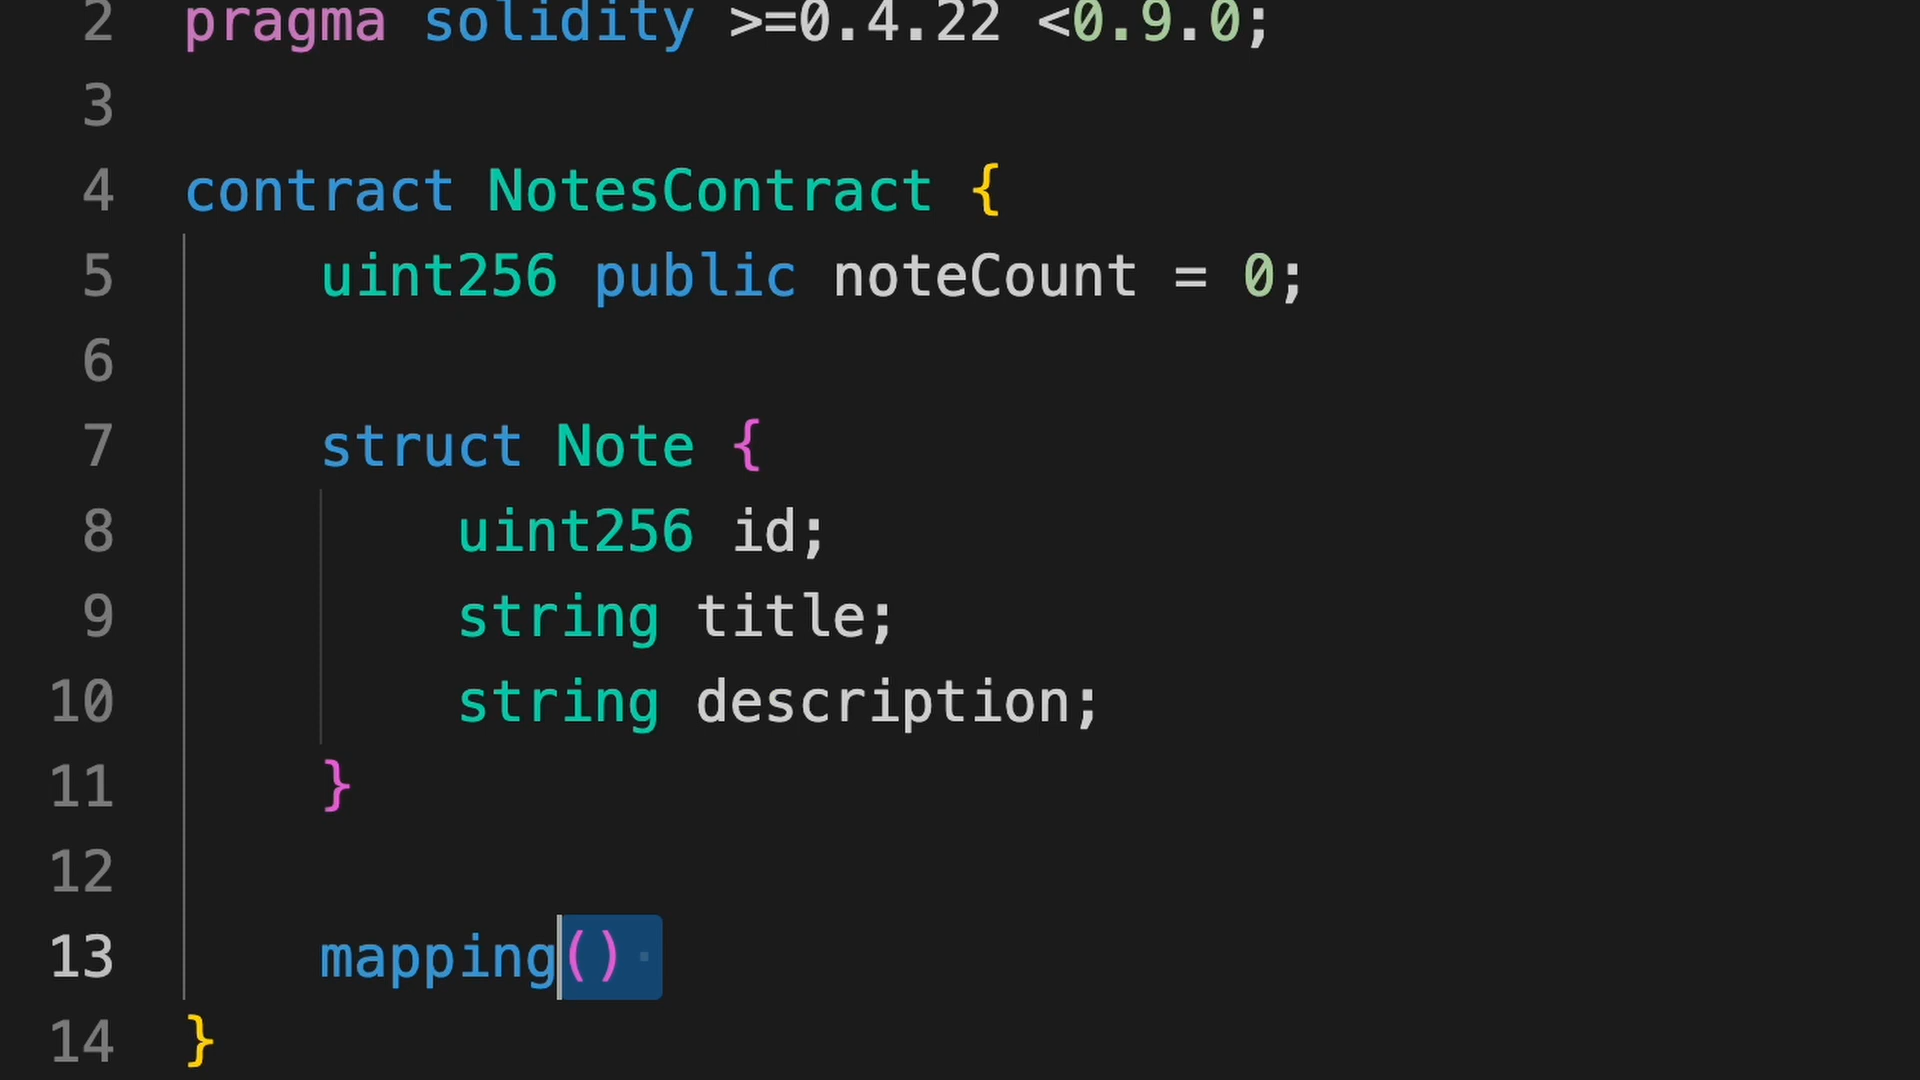 2 pragma solidity >=0.4.22 <0.9.0;
3
4 contract NotesContract {
5 uint256 public noteCount = 0;
6
7 struct Note {
8 uint256 id;
9 string title;
10 string description;
11 }
12
13 mapping()
14 }